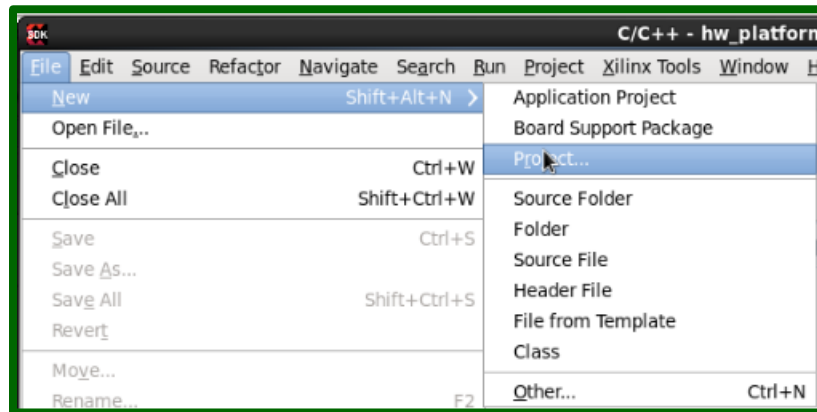 SDK
C/C++ - hw_platforn
File Edit Source Refactor Navigate Search Run Project Xilinx Tools Window H
New Shift+Alt+N
Open File...
Close Ctrl+W
Close All Shift+Ctrl+W
Save Ctrl+S
Save As...
Save All Shift+Ctrl+S
Revert
Move...
Rename... F2
Application Project
Board Support Package
Project...
Source Folder
Folder
Source File
Header File
File from Template
Class
Other... Ctrl+N